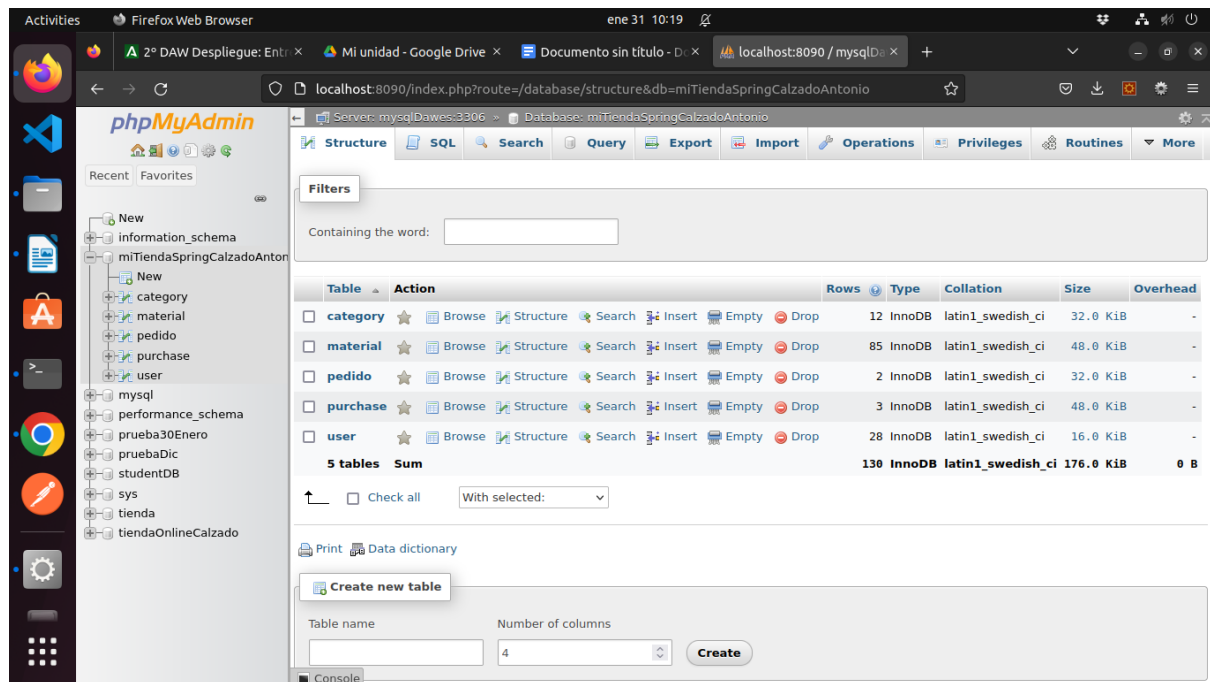 Activities Firefox Web Browser ene 31 10:19
2º DAW Despliegue: Entr × Mi unidad - Google Drive × Documento sin título - Do × localhost:8090 / mysqlDa × +
localhost:8090/index.php?route=/database/structure&db=miTiendaSpringCalzadoAntonio
phpMyAdmin
Recent Favorites
New
information_schema
miTiendaSpringCalzadoAnton
New
category
material
pedido
purchase
user
mysql
performance_schema
prueba30Enero
pruebaDic
studentDB
sys
tienda
tiendaOnlineCalzado
Server: mysqlDawes:3306 » Database: miTiendaSpringCalzadoAntonio
Structure SQL Search Query Export Import Operations Privileges Routines More
Filters
Containing the word:
Table Action Rows Type Collation Size Overhead
category Browse Structure Search Insert Empty Drop 12 InnoDB latin1_swedish_ci 32.0 KiB -
material Browse Structure Search Insert Empty Drop 85 InnoDB latin1_swedish_ci 48.0 KiB -
pedido Browse Structure Search Insert Empty Drop 2 InnoDB latin1_swedish_ci 32.0 KiB -
purchase Browse Structure Search Insert Empty Drop 3 InnoDB latin1_swedish_ci 48.0 KiB -
user Browse Structure Search Insert Empty Drop 28 InnoDB latin1_swedish_ci 16.0 KiB -
5 tables Sum 130 InnoDB latin1_swedish_ci 176.0 KiB 0 B
Check all With selected:
Print Data dictionary
Create new table
Table name Number of columns
4 Create
Console